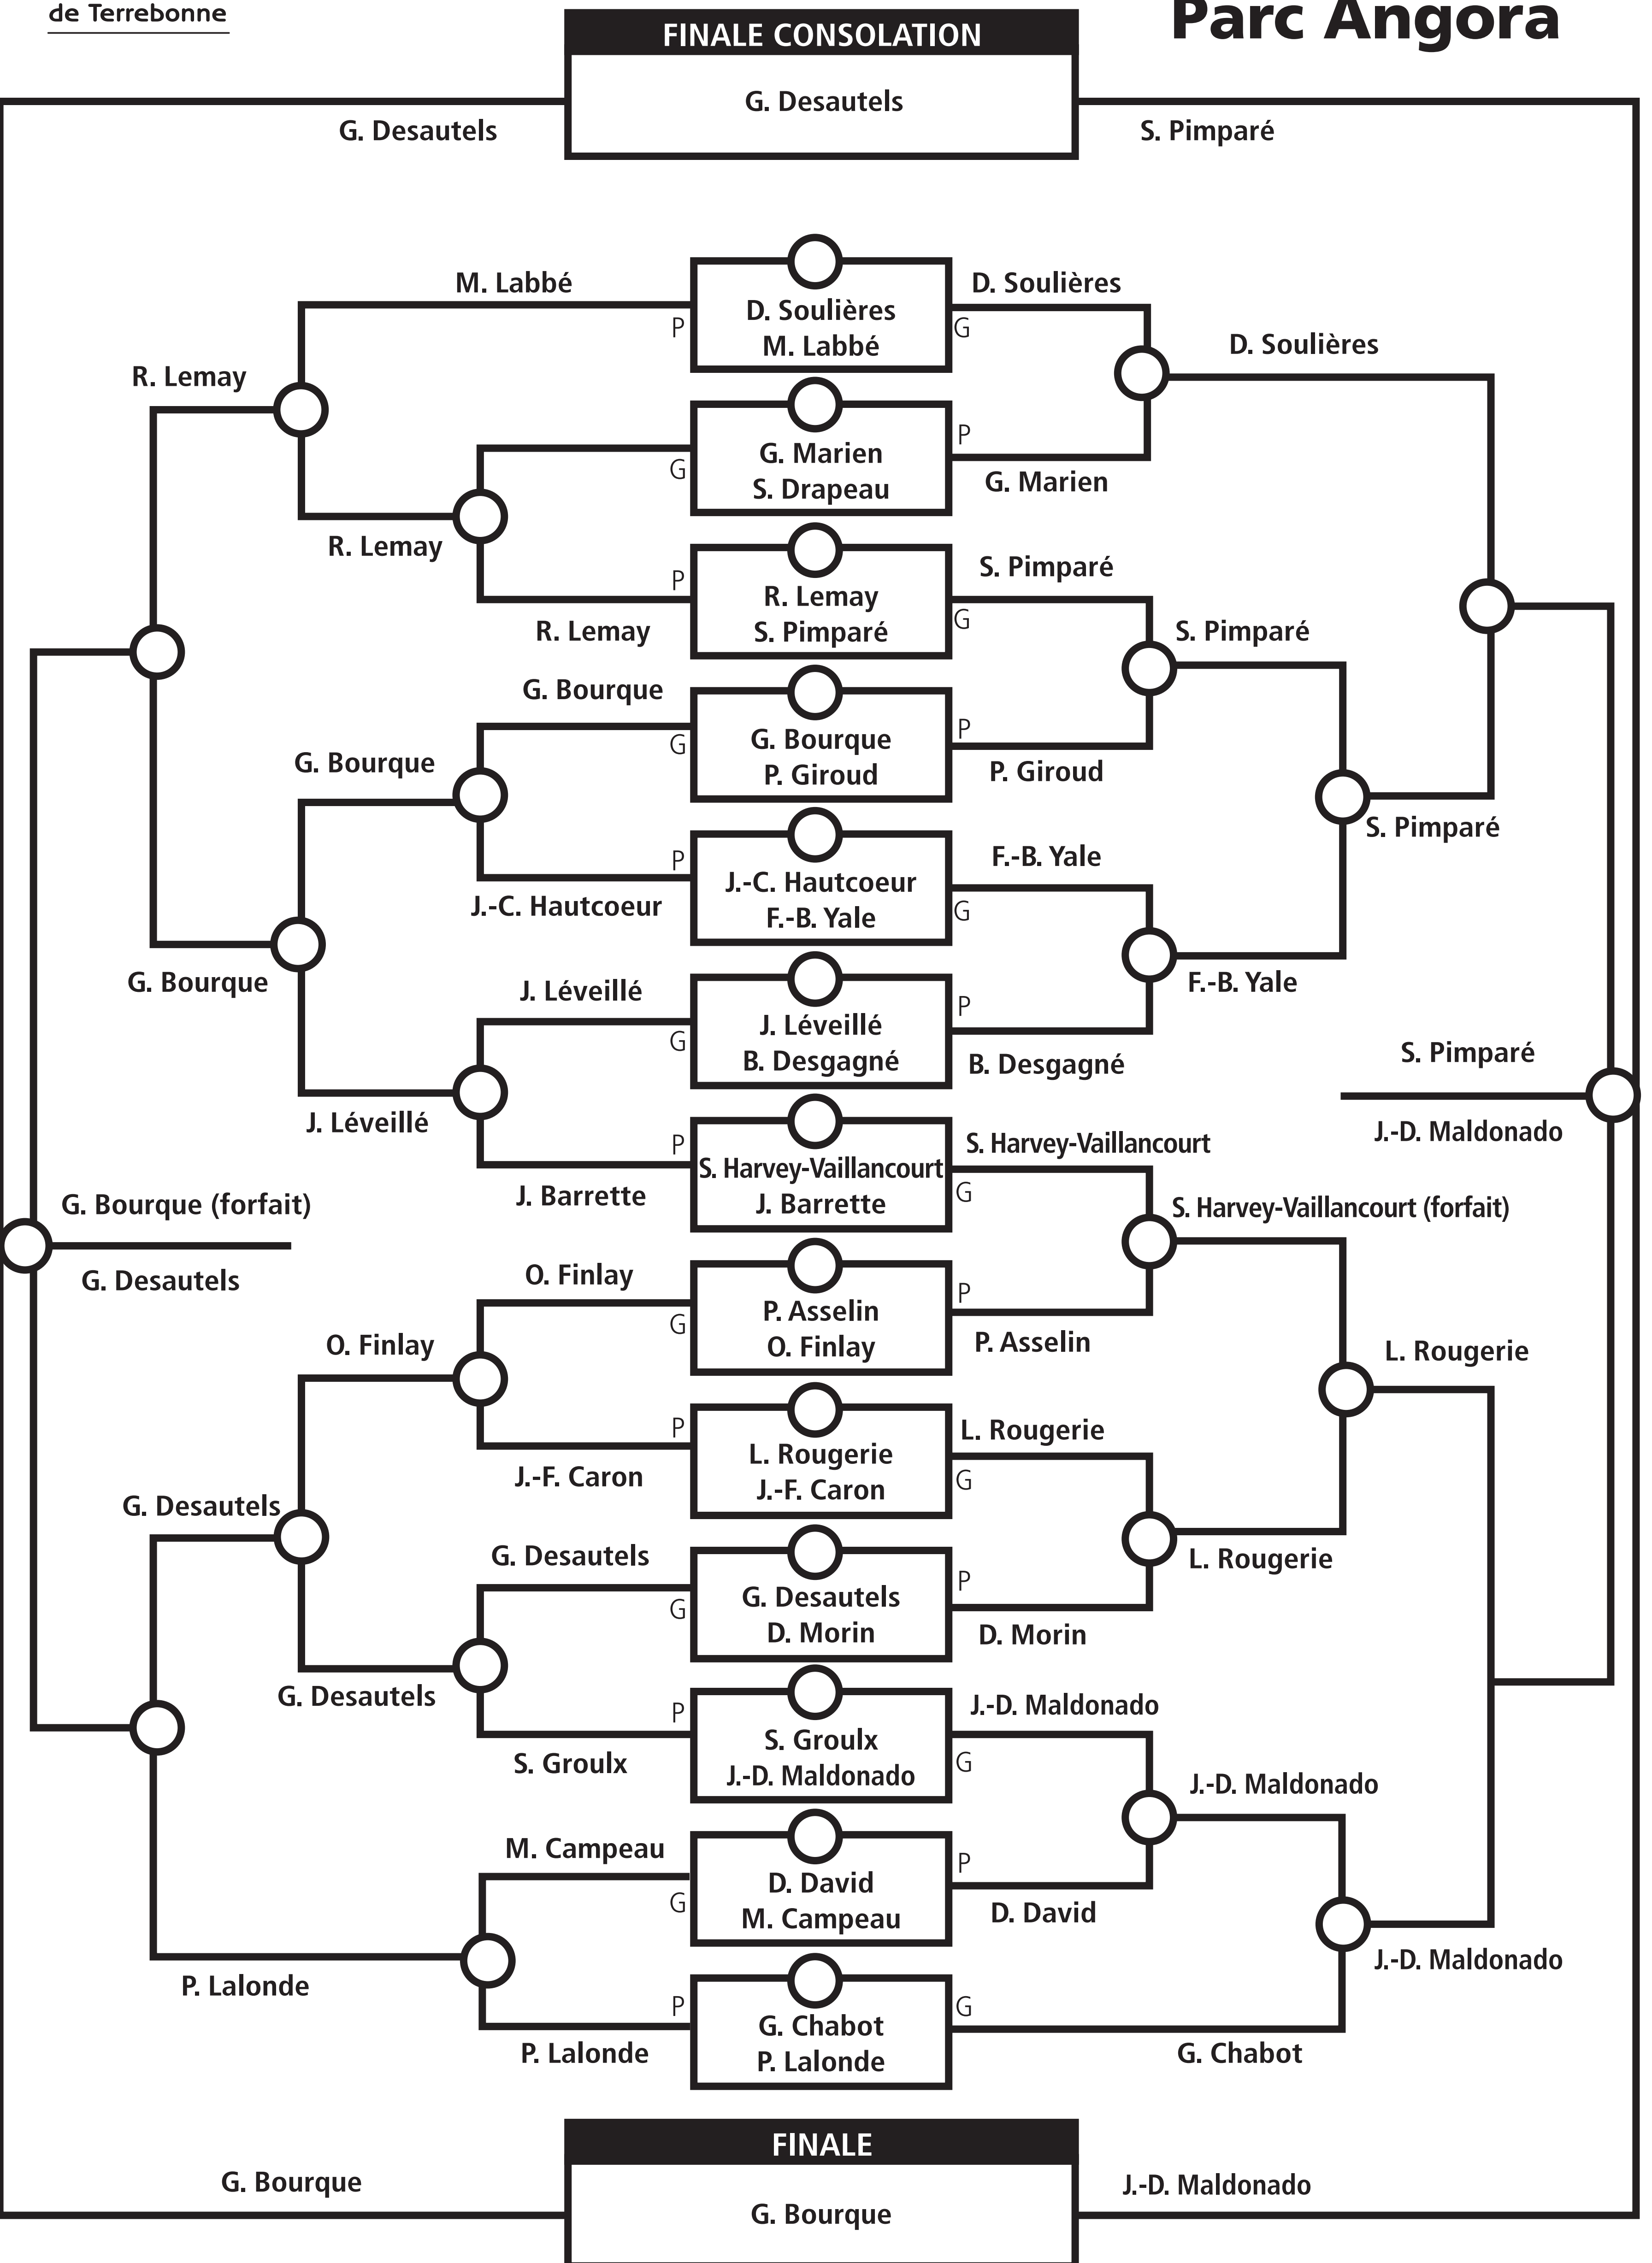 de Terrebonne
Parc Angora
FINALE CONSOLATION
G. Desautels
G. Desautels
S. Pimparé
M. Labbé
P
D. Soulières
M. Labbé
D. Soulières
G
D. Soulières
R. Lemay
G
G. Marien
S. Drapeau
P
G. Marien
R. Lemay
P
R. Lemay
R. Lemay
S. Pimparé
S. Pimparé
G
S. Pimparé
G. Bourque
G
G. Bourque
G. Bourque
P. Giroud
P
P. Giroud
S. Pimparé
P
J.-C. Hautcoeur
J.-C. Hautcoeur
F.-B. Yale
F.-B. Yale
G
G. Bourque
F.-B. Yale
J. Léveillé
G
J. Léveillé
B. Desgagné
P
B. Desgagné
S. Pimparé
J.-D. Maldonado
J. Léveillé
P
J. Barrette
S. Harvey-Vaillancourt
J. Barrette
S. Harvey-Vaillancourt
G
S. Harvey-Vaillancourt (forfait)
G. Bourque (forfait)
G. Desautels
O. Finlay
G
P. Asselin
O. Finlay
P
P. Asselin
O. Finlay
L. Rougerie
P
J.-F. Caron
L. Rougerie
J.-F. Caron
L. Rougerie
G
G. Desautels
L. Rougerie
G. Desautels
G
G. Desautels
D. Morin
P
D. Morin
G. Desautels
P
S. Groulx
S. Groulx
J.-D. Maldonado
J.-D. Maldonado
G
J.-D. Maldonado
M. Campeau
G
D. David
M. Campeau
P
D. David
J.-D. Maldonado
P. Lalonde
P
P. Lalonde
G. Chabot
P. Lalonde
G
G. Chabot
FINALE
G. Bourque
G. Bourque
J.-D. Maldonado